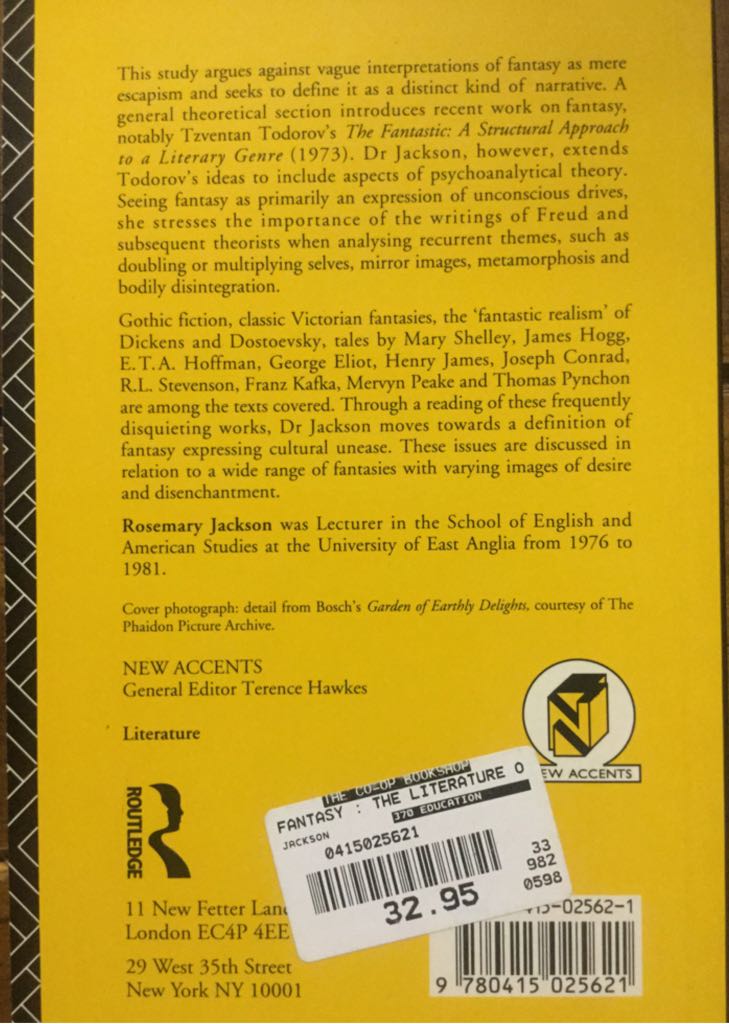 This study argues against vague interpretations of fantasy as mere
escapism and seeks to define it as a distinct kind of narrative. A
general theoretical section introduces recent work on fantasy,
notably Tzventan Todorov's The Fantastic: A Structural Approach
to a Literary Genre (1973). Dr Jackson, however, extends
Todorov's ideas to include aspects of psychoanalytical theory.
Seeing fantasy as primarily an expression of unconscious drives,
she stresses the importance of the writings of Freud and
subsequent theorists when analysing recurrent themes, such as
doubling or multiplying selves, mirror images, metamorphosis and
bodily disintegration.
Gothic fiction, classic Victorian fantasies, the 'fantastic realism' of
Dickens and Dostoevsky, tales by Mary Shelley, James Hogg,
E.T.A. Hoffman, George Eliot, Henry James, Joseph Conrad,
R.L. Stevenson, Franz Kafka, Mervyn Peake and Thomas Pynchon
are among the texts covered. Through a reading of these frequently
disquieting works, Dr Jackson moves towards a definition of
fantasy expressing cultural unease. These issues are discussed in
relation to a wide range of fantasies with varying images of desire
and disenchantment.
Rosemary Jackson was Lecturer in the School of English and
American Studies at the University of East Anglia from 1976 to
1981.
Cover photograph: detail from Bosch's Garden of Earthly Delights, courtesy of The
Phaidon Picture Archive.
NEW ACCENTS
General Editor Terence Hawkes
Literature
EW ACCENTS
ROUTLEDGE
THE CO-OP BOOKSHOP
FANTASY : THE LITERATURE O
370 EDUCATION
JACKSON
0415025621
33
982
0598
32.95
11 New Fetter Lane
London EC4P 4EE
29 West 35th Street
New York NY 10001
-02562-1
9 780415 025621